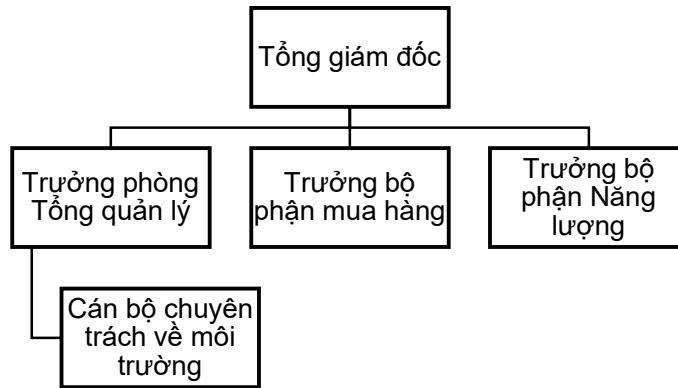 Tổng giám đốc
Trưởng phòng
Tổng quản lý
Trưởng bộ
phận mua hàng
Trưởng bộ
phận Năng
lượng
Cán bộ chuyên
trách về môi
trường